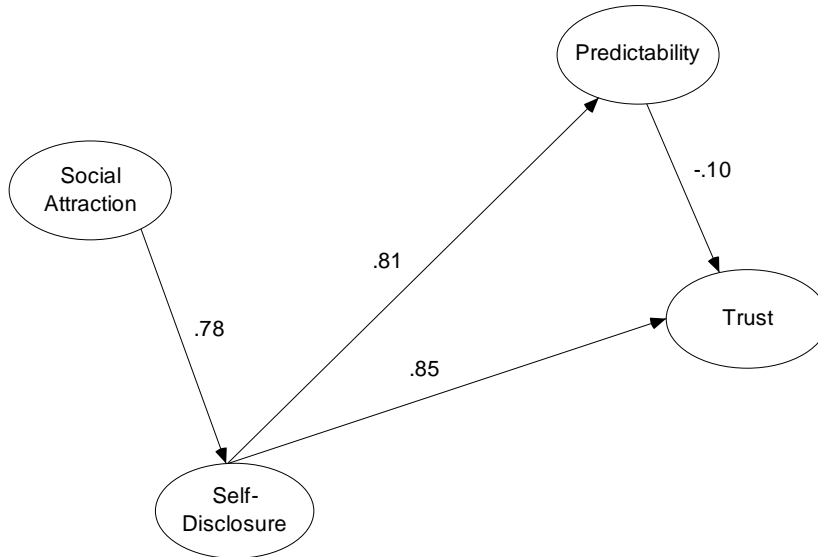 Predictability
Social
Attraction
-.10
.81
Trust
.78
.85
Self-
Disclosure